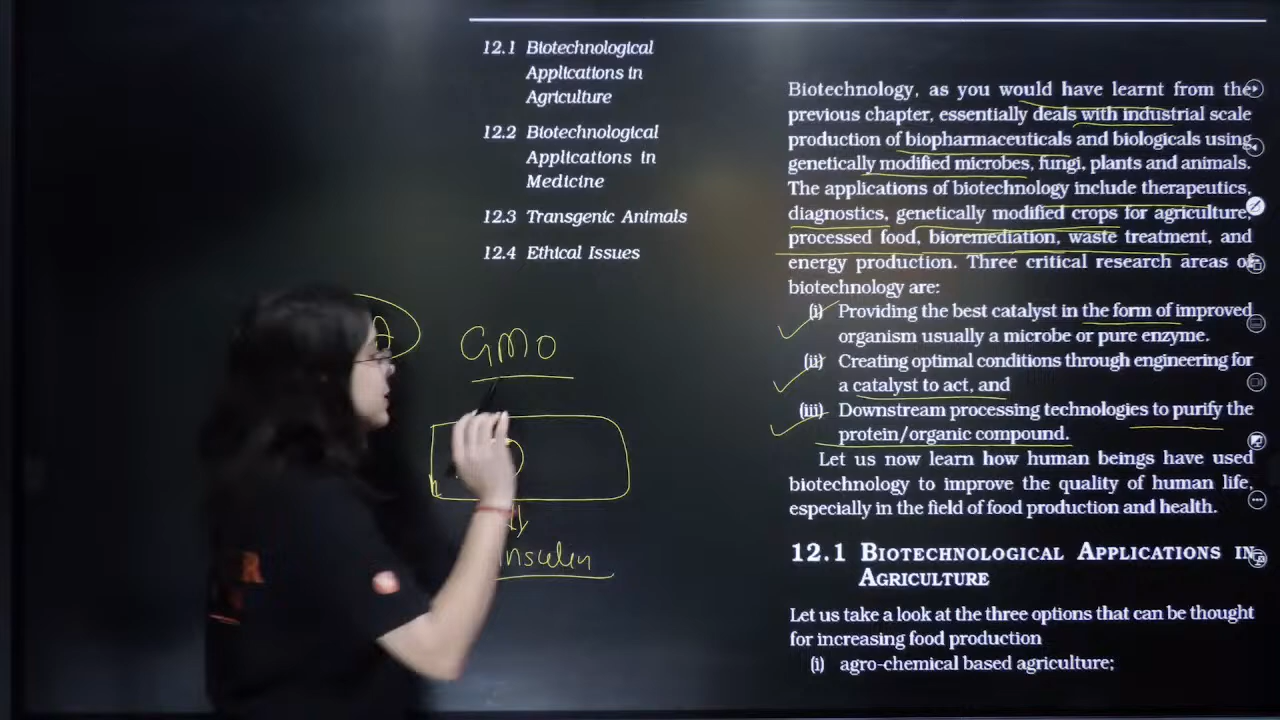 12.1 Biotechnological
Applications in
Agriculture
12.2 Biotechnological
Applications in
Medicine
12.3 Transgenic Animals
12.4 Ethical Issues
Biotechnology, as you would have learnt from the
previous chapter, essentially deals with industrial scale
production of biopharmaceuticals and biologicals using
genetically modified microbes, fungi, plants and animals.
The applications of biotechnology include therapeutics,
diagnostics, genetically modified crops for agriculture,
processed food, bioremediation, waste treatment, and
energy production. Three critical research areas of
biotechnology are:
(i) Providing the best catalyst in the form of improved
organism usually a microbe or pure enzyme.
(ii) Creating optimal conditions through engineering for
a catalyst to act, and
(iii) Downstream processing technologies to purify the
protein/organic compound.
Let us now learn how human beings have used
biotechnology to improve the quality of human life,
especially in the field of food production and health.
12.1 BIOTECHNOLOGICAL APPLICATIONS IN
AGRICULTURE
Let us take a look at the three options that can be thought
for increasing food production
(i) agro-chemical based agriculture;
GMO